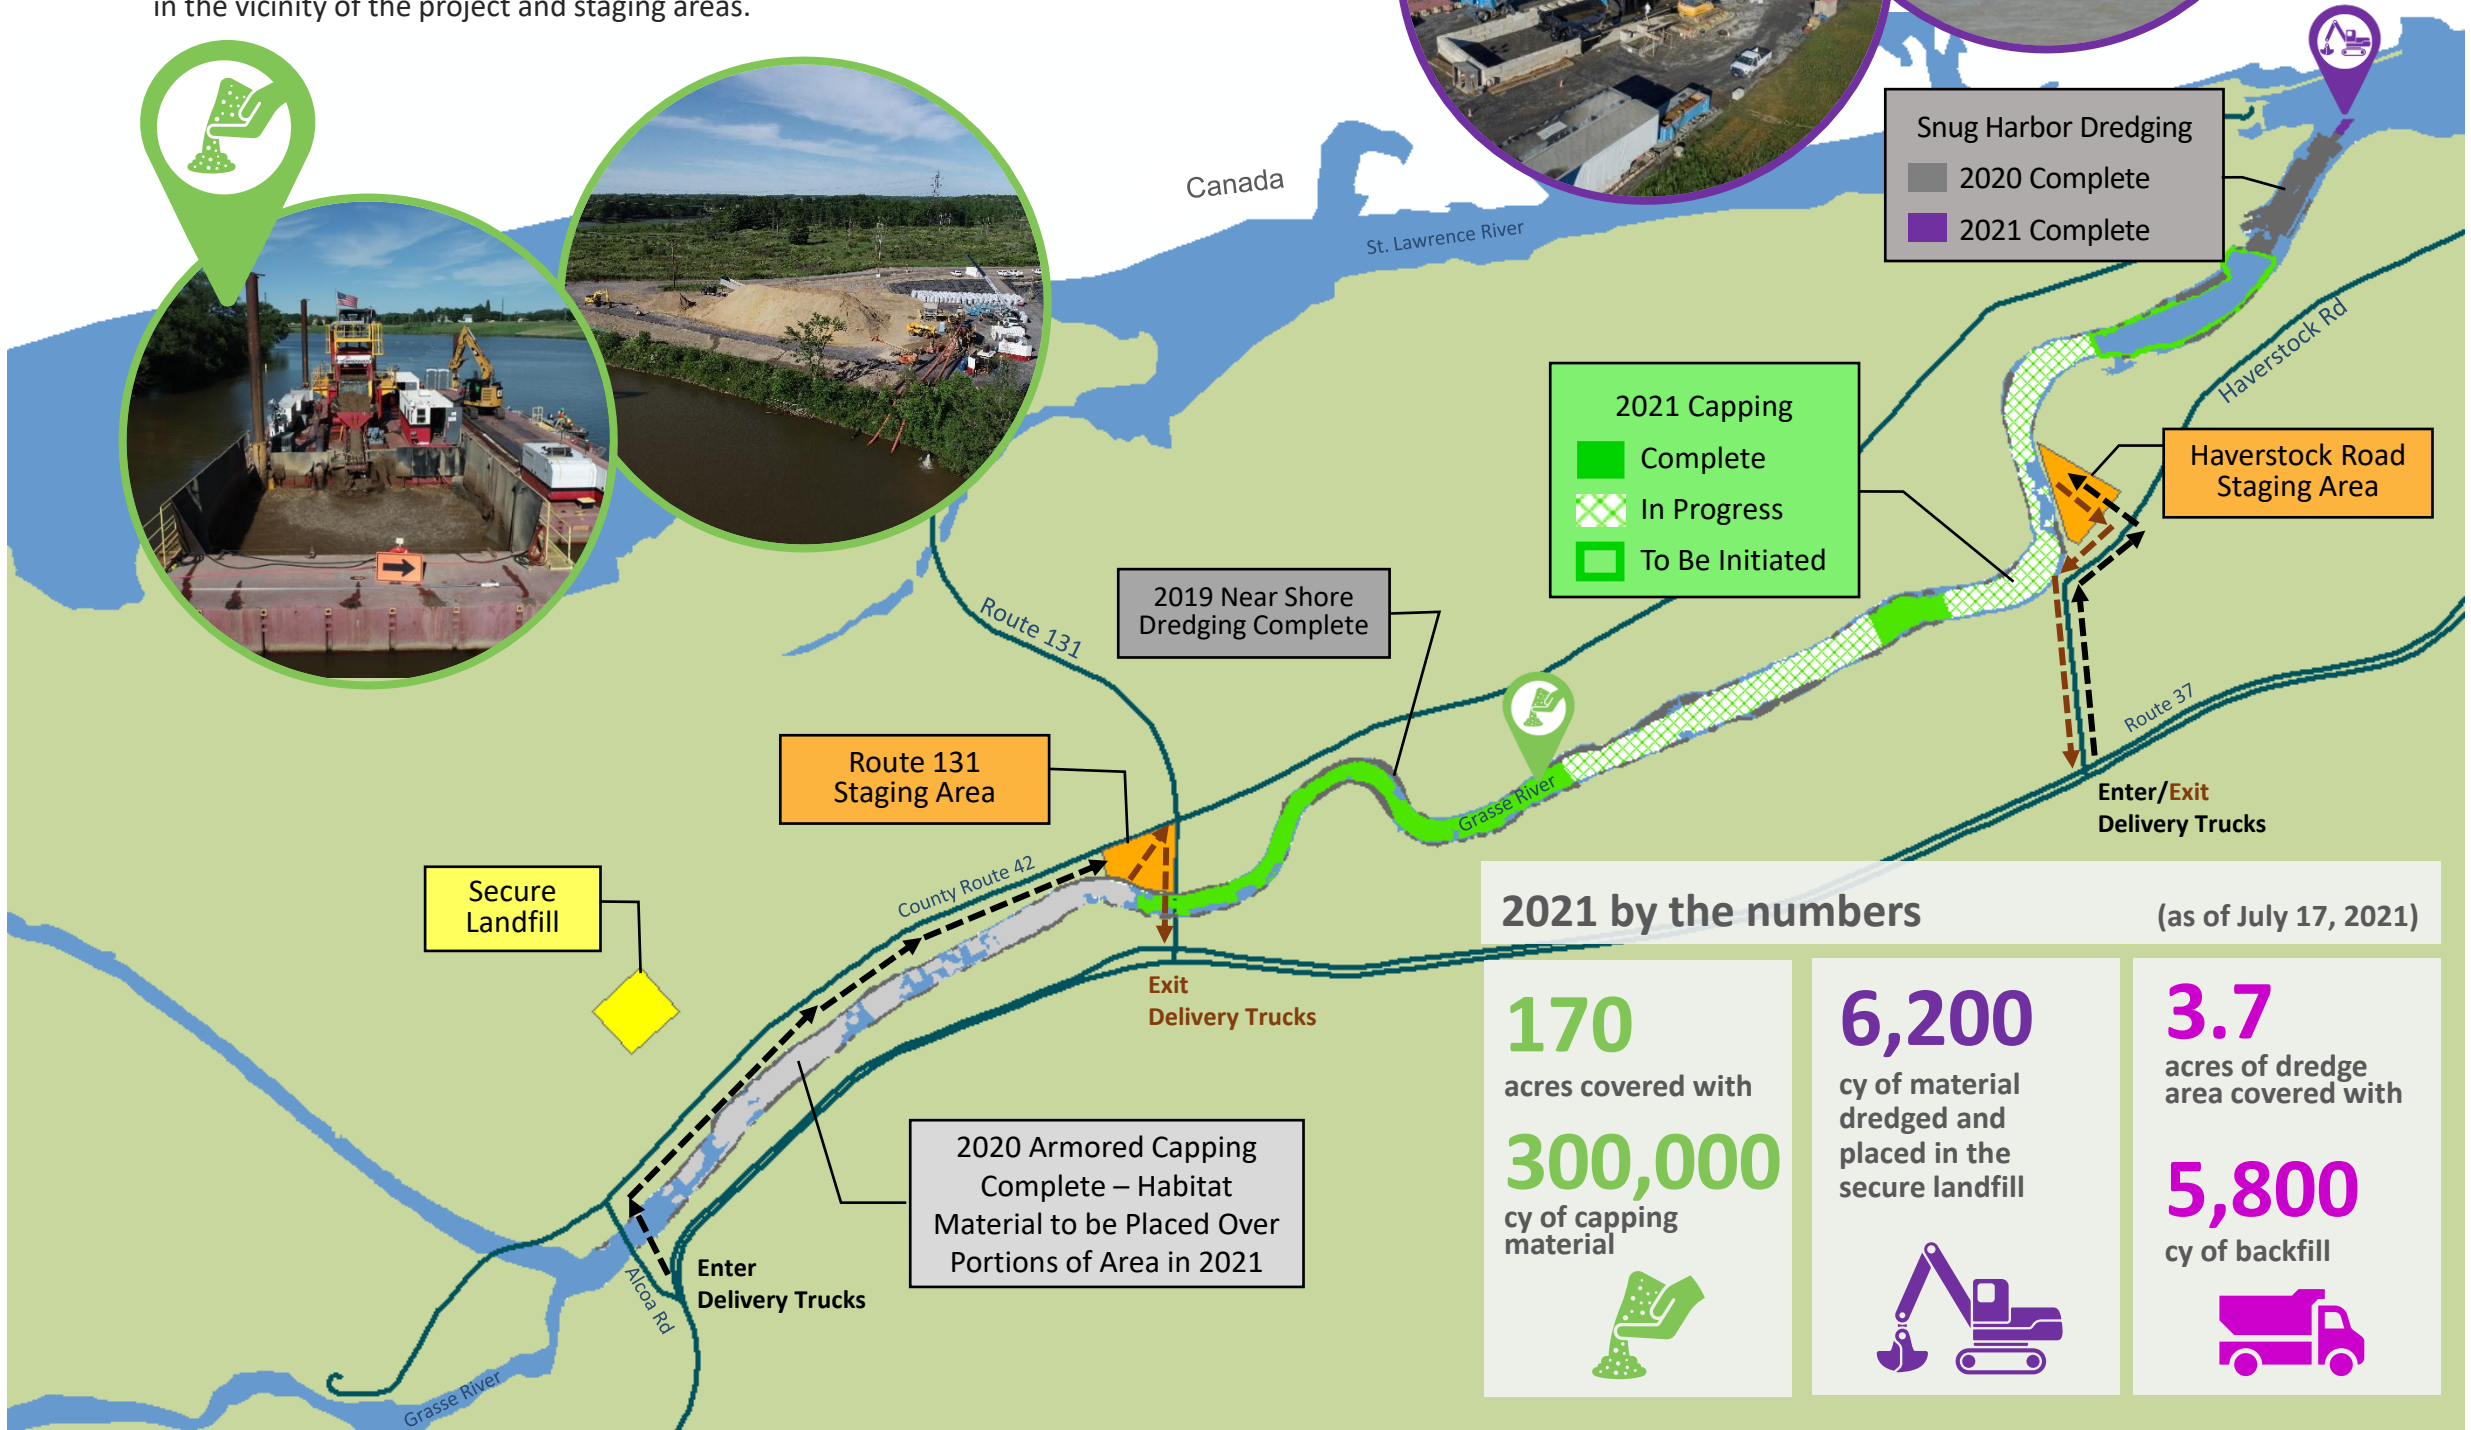 in the vicinity of the project and staging areas.
Canada
St. Lawrence River
Snug Harbor Dredging
2020 Complete
2021 Complete
Haverstock Rd
2021 Capping
Complete
In Progress
To Be Initiated
Haverstock Road
Staging Area
2019 Near Shore
Dredging Complete
Route 131
Route 37
Route 131
Staging Area
Grasse River
Enter/Exit
Delivery Trucks
County Route 42
Secure
Landfill
Exit
Delivery Trucks
2020 Armored Capping
Complete – Habitat
Material to be Placed Over
Portions of Area in 2021
Enter
Delivery Trucks
Alcoa Rd
Grasse River
2021 by the numbers
(as of July 17, 2021)
170
acres covered with
300,000
cy of capping
material
6,200
cy of material
dredged and
placed in the
secure landfill
3.7
acres of dredge
area covered with
5,800
cy of backfill